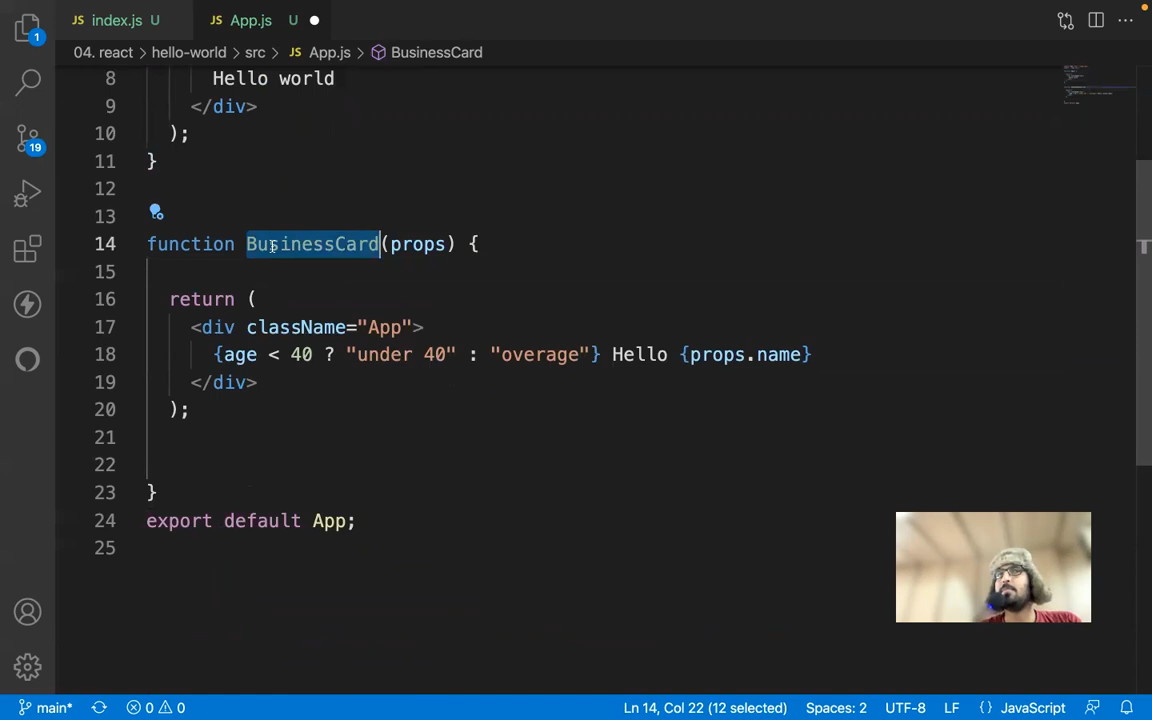 JS index.js U
JS App.js U
1
04. react > hello-world > src > JS App.js > BusinessCard
8 Hello world
9 </div>
10 );
11 }
12
13
14 function BusinessCard(props) {
15
16 return (
17 <div className="App">
18 {age < 40 ? "under 40" : "overage"} Hello {props.name}
19 </div>
20 );
21
22
23 }
24 export default App;
25
19
main* 0 0 Ln 14, Col 22 (12 selected) Spaces: 2 UTF-8 LF {} JavaScript